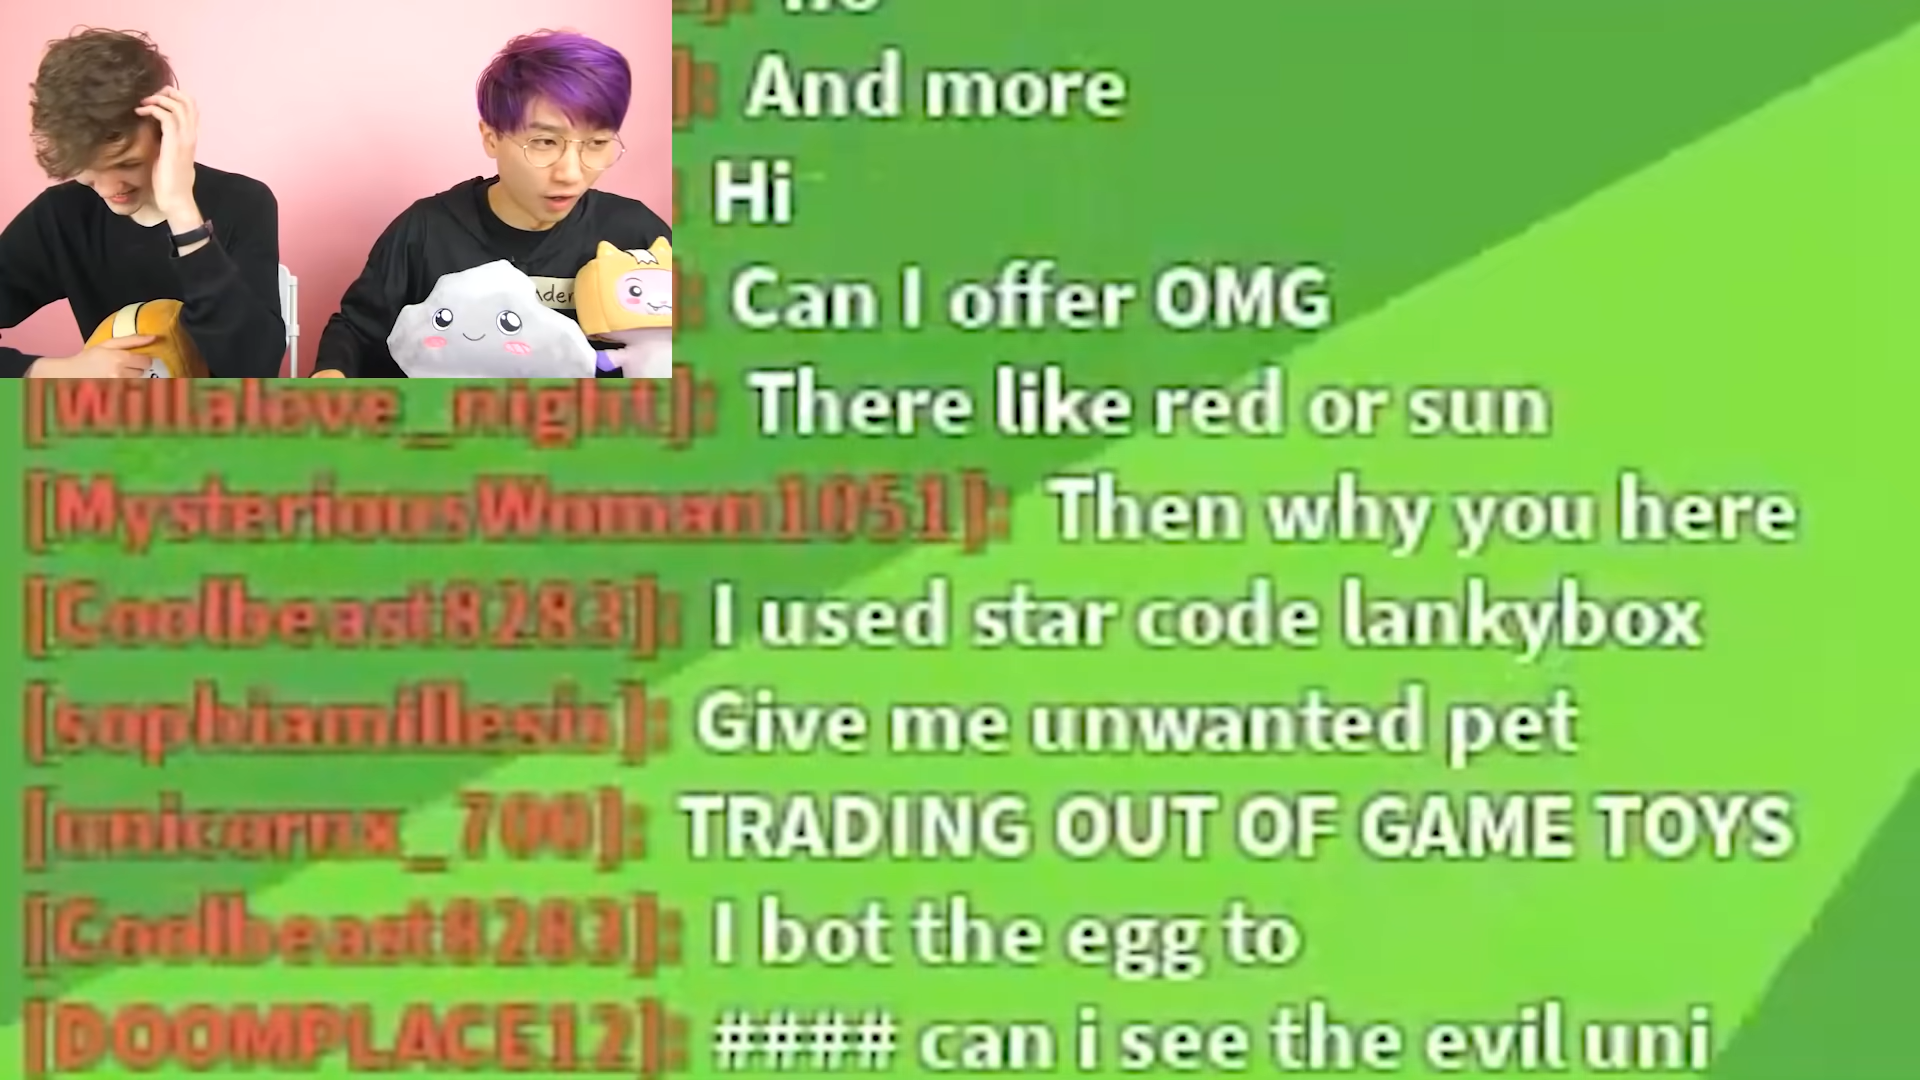 And more
Hi
Can I offer OMG
[Willalove_night]: There like red or sun
[MysteriousWoman1051]: Then why you here
[Coolbeast8283]: I used star code lankybox
[sophiamillesis]: Give me unwanted pet
[unicornx_700]: TRADING OUT OF GAME TOYS
[Coolbeast8283]: I bot the egg to
[DOOMPLACE12]: #### can i see the evil uni